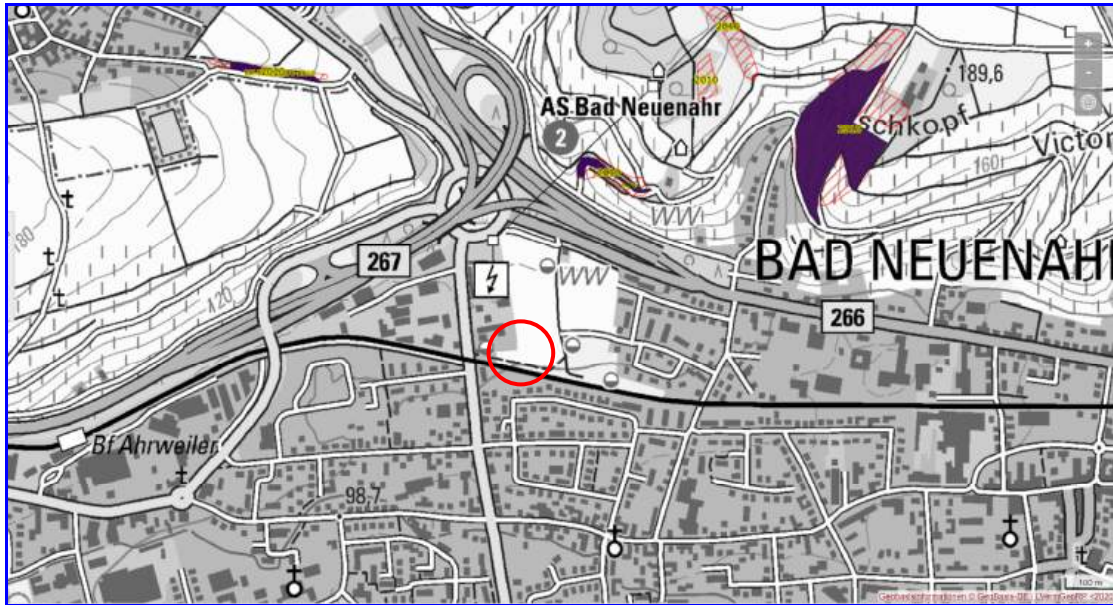 2010
189,6
AS Bad Neuenahr
2
schkopf
160
Victor
180
267
BAD NEUENAHR
120
266
Bf Ahrweiler
98,7
100 m